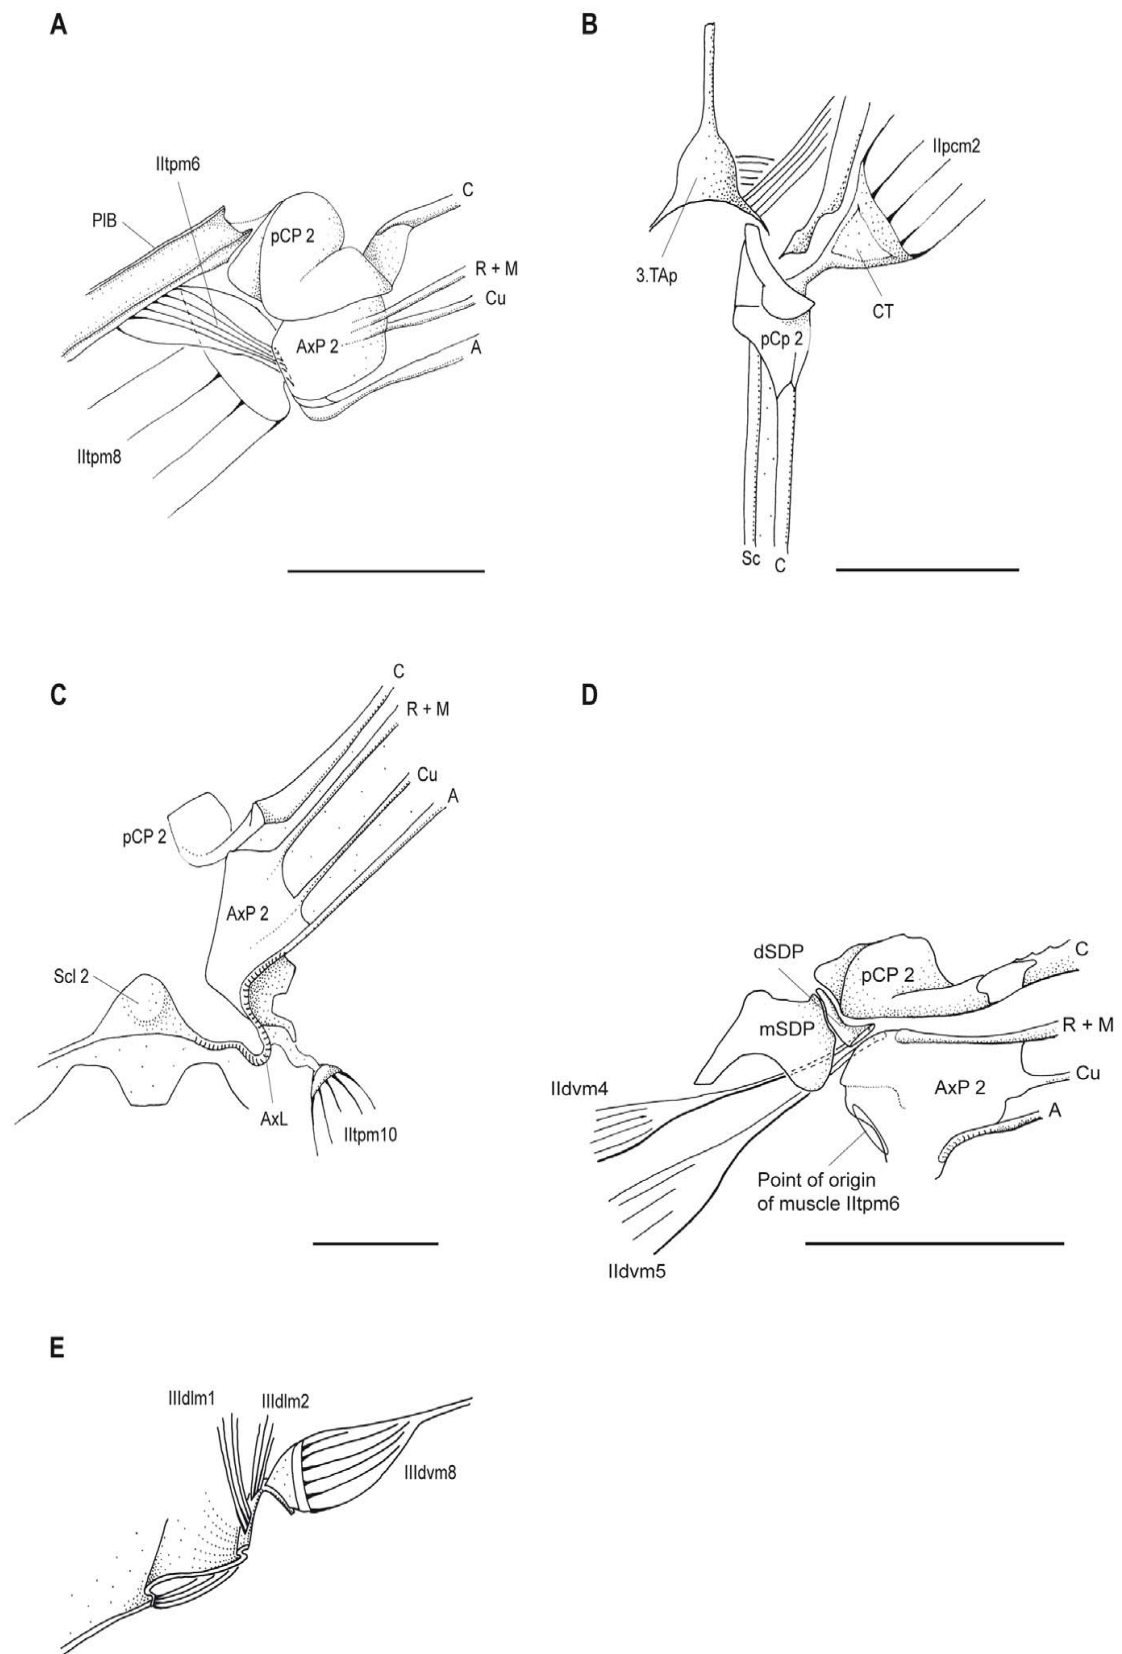 A
IItpm6
PlB
pCP 2
C
R + M
Cu
AxP 2
A
IItpm8
B
IIpcm2
3.TAp
CT
pCp 2
Sc
C
C
C
R + M
Cu
A
pCP 2
AxP 2
Scl 2
AxL
IItpm10
D
dSDP
pCP 2
C
mSDP
R + M
IIdvm4
AxP 2
Cu
A
Point of origin
of muscle IItpm6
IIdvm5
E
IIIdlm1
IIIdlm2
IIIdvm8